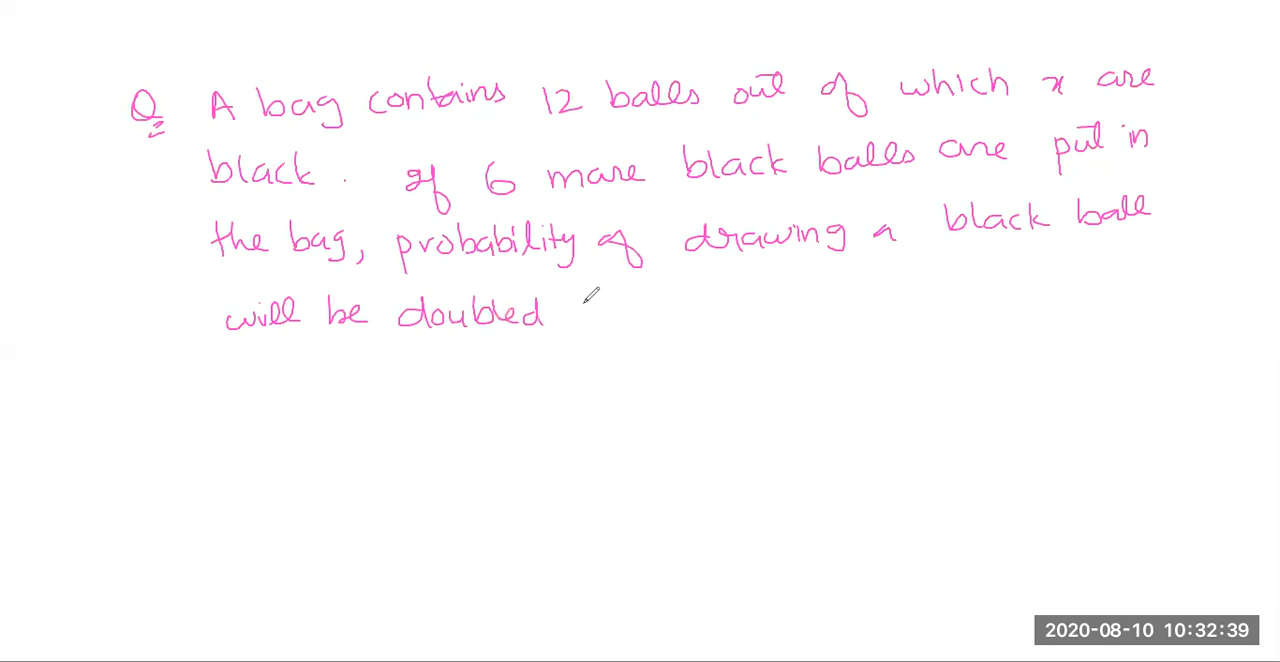 Q A bag contains 12 balls out of which x are
black. If 6 more black balls are put in
the bag, probability of drawing a black ball
will be doubled
2020-08-10 10:32:39